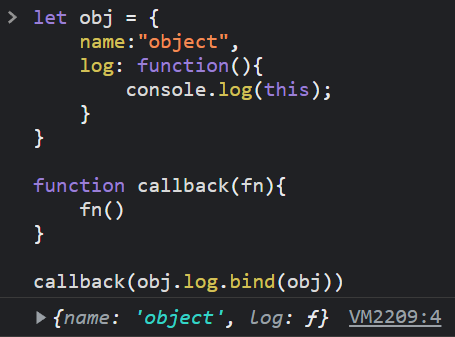 > let obj = {
    name:"object",
    log: function(){
        console.log(this);
    }
}

function callback(fn){
    fn()
}

callback(obj.log.bind(obj))
▶ {name: 'object', log: ƒ} VM2209:4